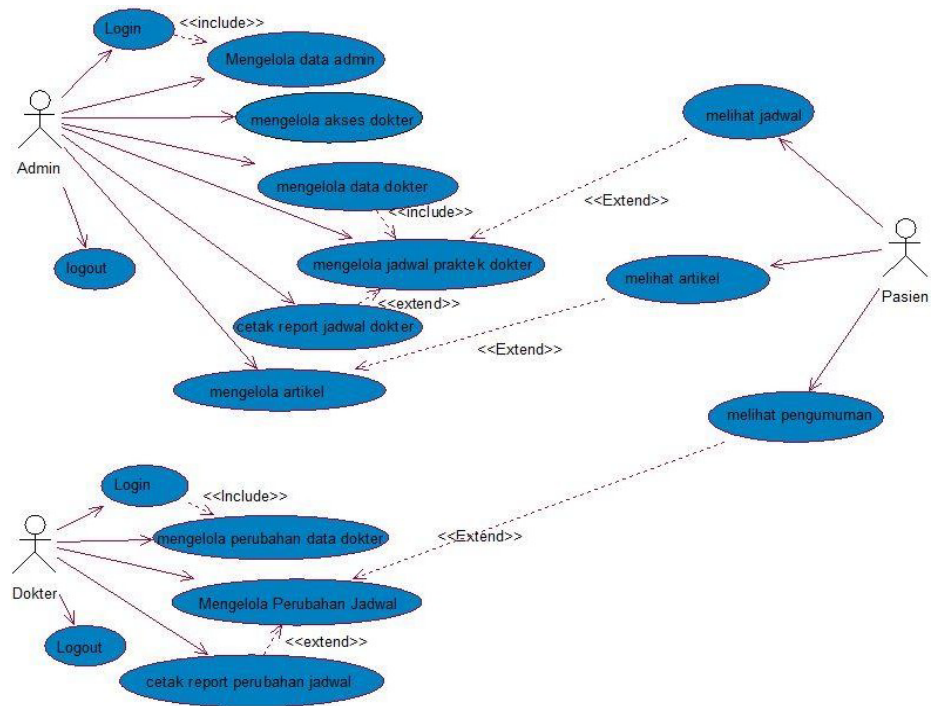 Login
<<include>>
Mengelola data admin
mengelola akses dokter
melihat jadwal
Admin
mengelola data dokter
<<Extend>>
<<include>>
logout
mengelola jadwal praktek dokter
melihat artikel
Pasien
<<extend>>
cetak report jadwal dokter
<<Extend>>
mengelola artikel
melihat pengumuman
Login
<<Include>>
mengelola perubahan data dokter
<<Extend>>
Dokter
Mengelola Perubahan Jadwal
Logout
<<extend>>
cetak report perubahan jadwal